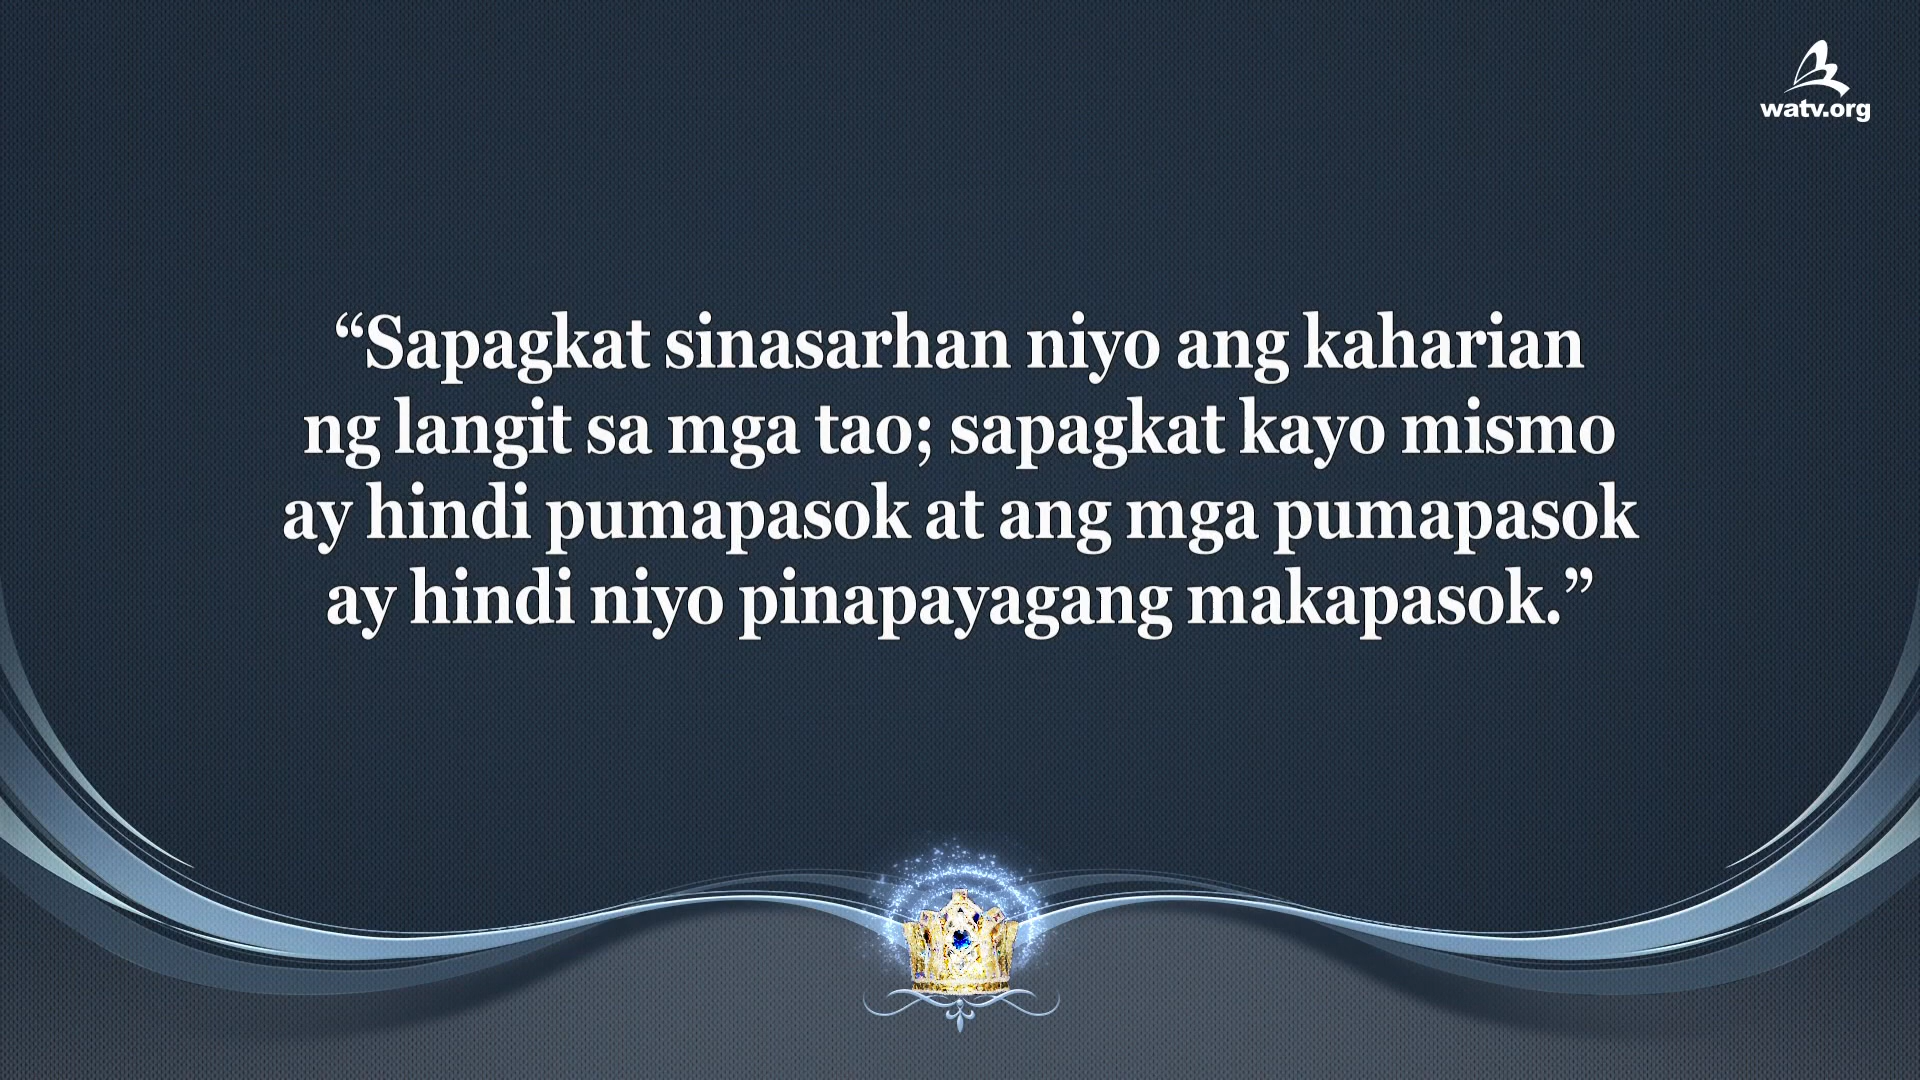 watv.org
“Sapagkat sinasarhan niyo ang kaharian
ng langit sa mga tao; sapagkat kayo mismo
ay hindi pumapasok at ang mga pumapasok
ay hindi niyo pinapayagang makapasok.”